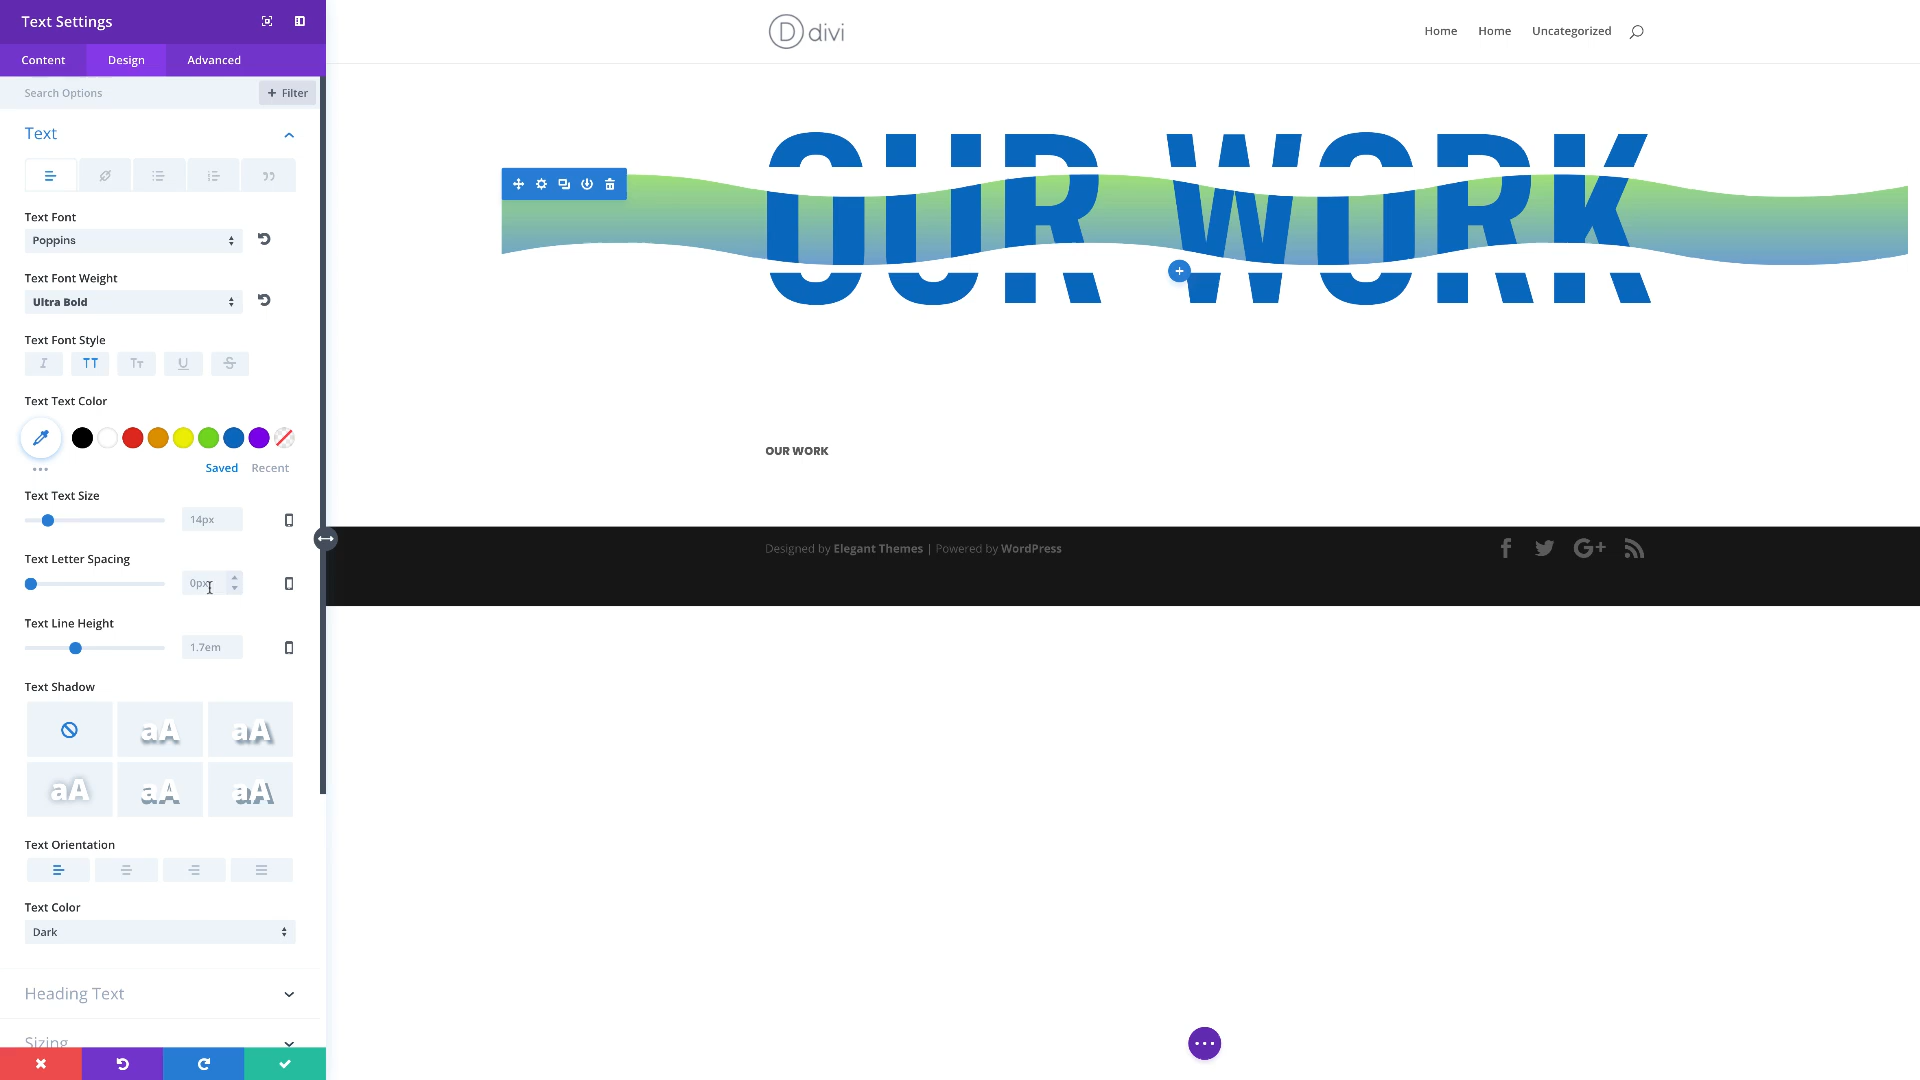 Text Settings
Content
Design
Advanced
Search Options
+ Filter
Text
Text Font
Poppins
Text Font Weight
Ultra Bold
Text Font Style
I
TT
Tт
U
S
Text Text Color
Saved
Recent
Text Text Size
14px
Text Letter Spacing
0px
Text Line Height
1.7em
Text Shadow
aA
aA
aA
aA
aA
Text Orientation
Text Color
Dark
Heading Text
Sizing
D divi
Home
Home
Uncategorized
OUR WORK
OUR WORK
Designed by Elegant Themes | Powered by WordPress